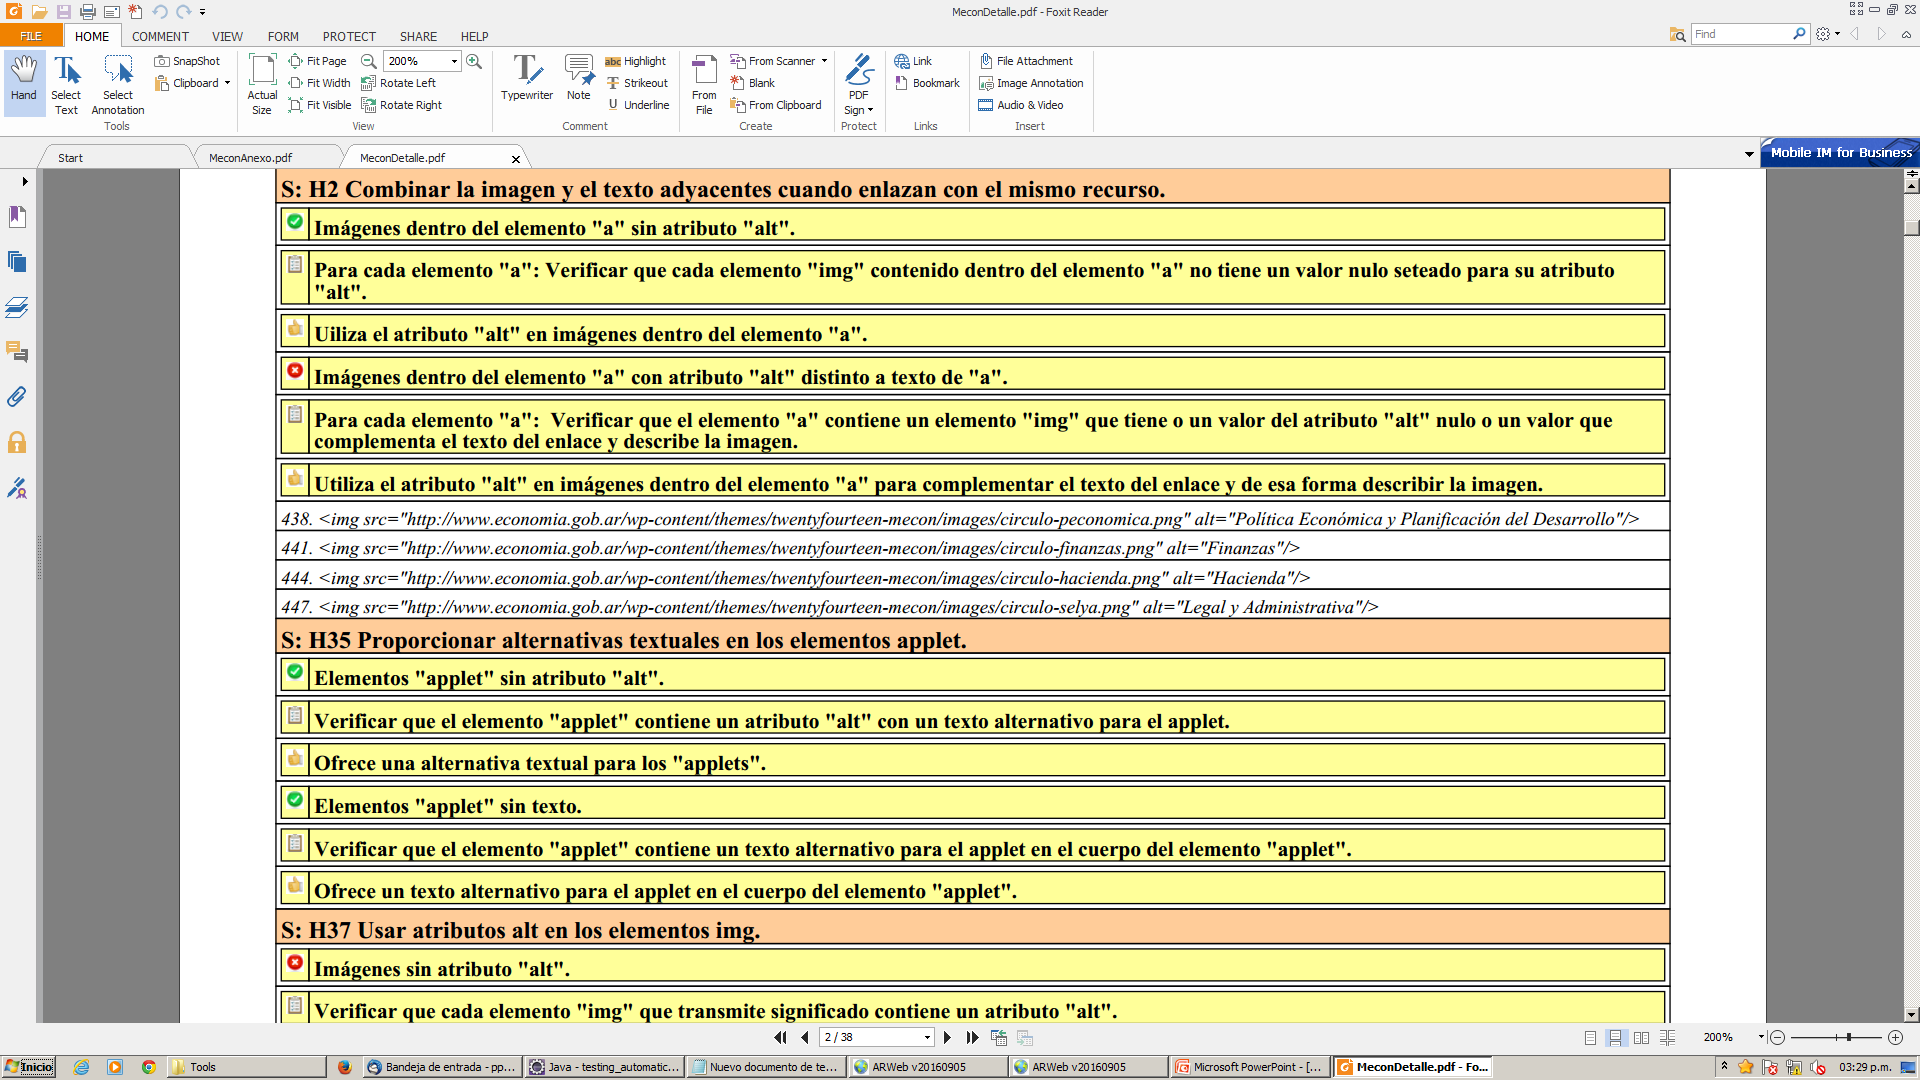 MeconDetalle.pdf - Foxit Reader
FILE HOME COMMENT VIEW FORM PROTECT SHARE HELP
Find
Hand
Select Text
Select Annotation
SnapShot
Clipboard
Tools
Actual Size
Fit Page
Fit Width
Fit Visible
200%
Rotate Left
Rotate Right
View
Typewriter
Note
Highlight
Strikeout
Underline
Comment
From File
From Scanner
Blank
From Clipboard
Create
PDF Sign
Protect
Link
Bookmark
Links
File Attachment
Image Annotation
Audio & Video
Insert
Start MeconAnexo.pdf MeconDetalle.pdf
Mobile IM for Business
S: H2 Combinar la imagen y el texto adyacentes cuando enlazan con el mismo recurso.
Imágenes dentro del elemento "a" sin atributo "alt".
Para cada elemento "a": Verificar que cada elemento "img" contenido dentro del elemento "a" no tiene un valor nulo seteado para su atributo
"alt".
Uiliza el atributo "alt" en imágenes dentro del elemento "a".
Imágenes dentro del elemento "a" con atributo "alt" distinto a texto de "a".
Para cada elemento "a":  Verificar que el elemento "a" contiene un elemento "img" que tiene o un valor del atributo "alt" nulo o un valor que
complementa el texto del enlace y describe la imagen.
Utiliza el atributo "alt" en imágenes dentro del elemento "a" para complementar el texto del enlace y de esa forma describir la imagen.
438. <img src="http://www.economia.gob.ar/wp-content/themes/twentyfourteen-mecon/images/circulo-peconomica.png" alt="Política Económica y Planificación del Desarrollo"/>
441. <img src="http://www.economia.gob.ar/wp-content/themes/twentyfourteen-mecon/images/circulo-finanzas.png" alt="Finanzas"/>
444. <img src="http://www.economia.gob.ar/wp-content/themes/twentyfourteen-mecon/images/circulo-hacienda.png" alt="Hacienda"/>
447. <img src="http://www.economia.gob.ar/wp-content/themes/twentyfourteen-mecon/images/circulo-selya.png" alt="Legal y Administrativa"/>
S: H35 Proporcionar alternativas textuales en los elementos applet.
Elementos "applet" sin atributo "alt".
Verificar que el elemento "applet" contiene un atributo "alt" con un texto alternativo para el applet.
Ofrece una alternativa textual para los "applets".
Elementos "applet" sin texto.
Verificar que el elemento "applet" contiene un texto alternativo para el applet en el cuerpo del elemento "applet".
Ofrece un texto alternativo para el applet en el cuerpo del elemento "applet".
S: H37 Usar atributos alt en los elementos img.
Imágenes sin atributo "alt".
Verificar que cada elemento "img" que transmite significado contiene un atributo "alt".
2 / 38
200%
Inicio
Tools
Bandeja de entrada - pp...
Java - testing_automatic...
Nuevo documento de te...
ARWeb v20160905
ARWeb v20160905
Microsoft PowerPoint - [...
MeconDetalle.pdf - Fo...
03:29 p.m.